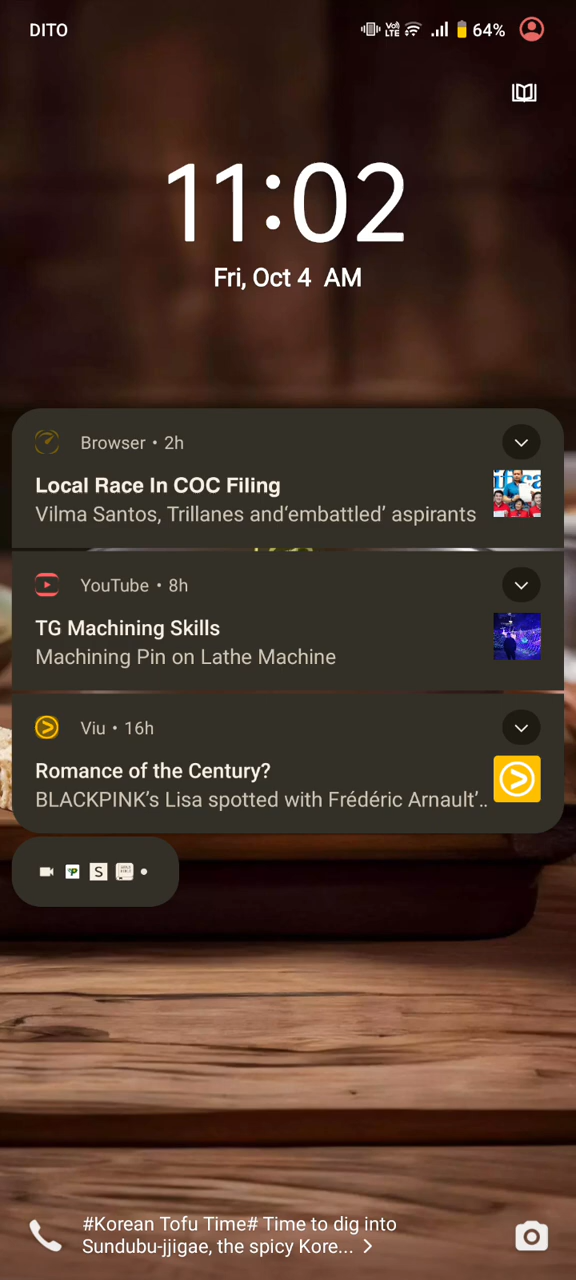 DITO
Vo)
LTE
64%
11:02
Fri, Oct 4 AM
Browser • 2h
Local Race In COC Filing
Vilma Santos, Trillanes and‘embattled’ aspirants
YouTube • 8h
TG Machining Skills
Machining Pin on Lathe Machine
Viu • 16h
Romance of the Century?
BLACKPINK’s Lisa spotted with Frédéric Arnault’..
P S
#Korean Tofu Time# Time to dig into
Sundubu-jjigae, the spicy Kore...